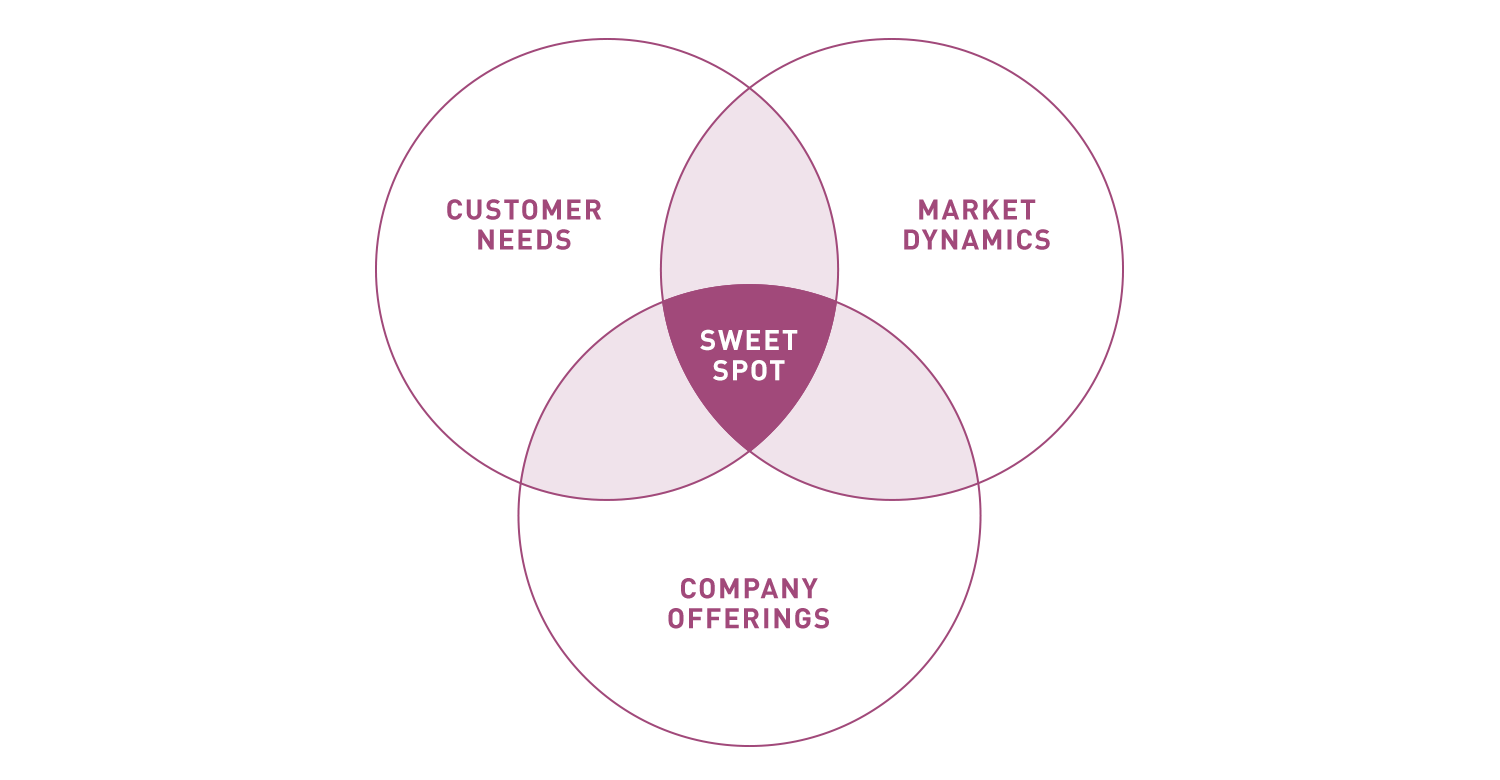 CUSTOMER
NEEDS
MARKET
DYNAMICS
SWEET
SPOT
COMPANY
OFFERINGS